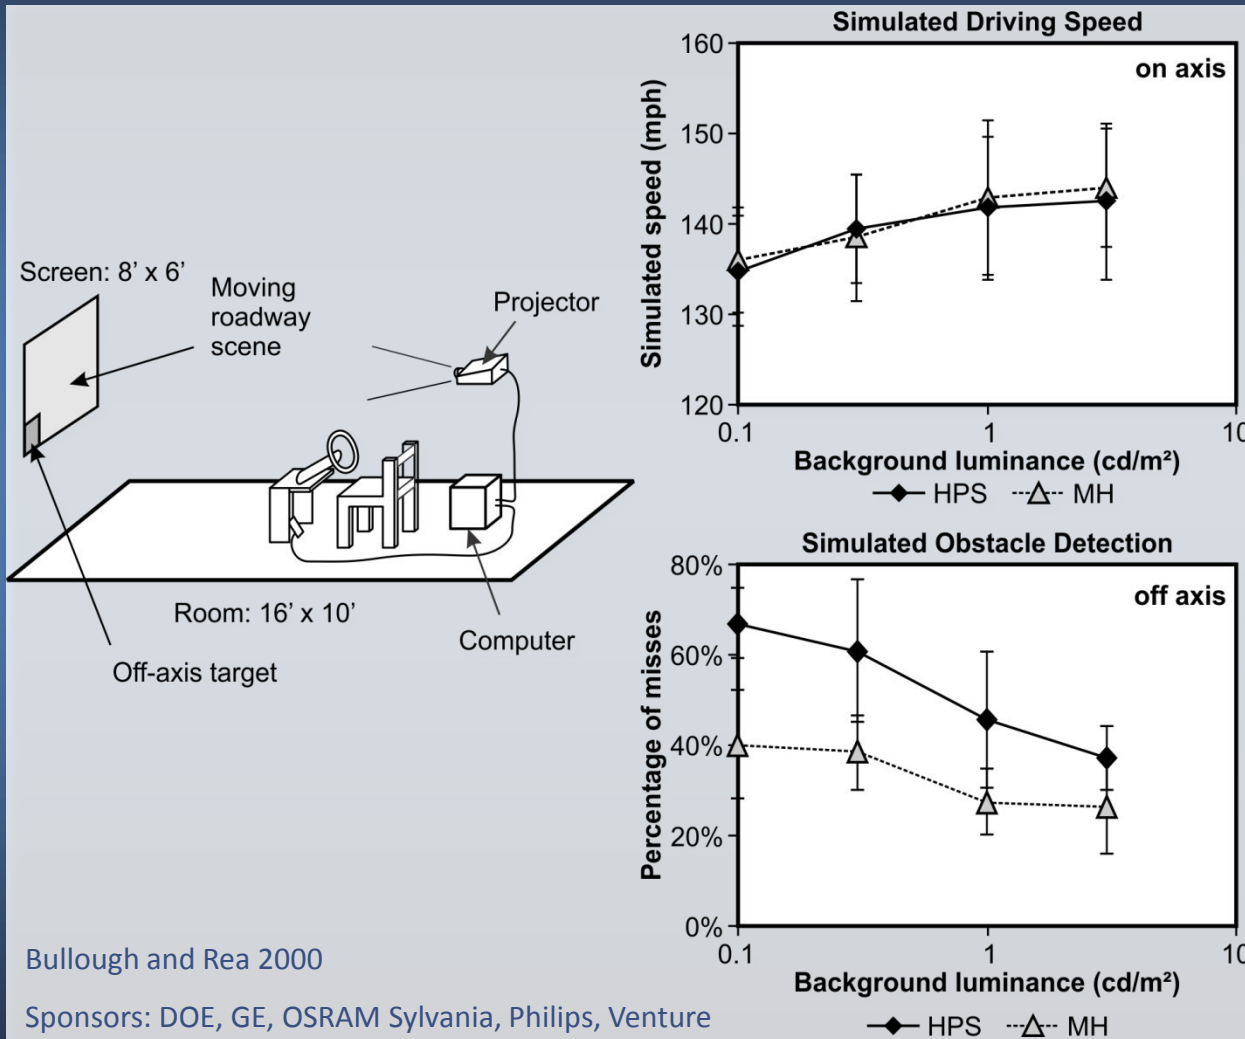 Screen: 8’ x 6’
Moving
roadway
scene
Projector
Room: 16’ x 10’
Computer
Off-axis target
Bullough and Rea 2000
Sponsors: DOE, GE, OSRAM Sylvania, Philips, Venture
Simulated Driving Speed
on axis
Simulated speed (mph)
160
150
140
130
120
0.1
1
10
Background luminance (cd/m²)
HPS MH
Simulated Obstacle Detection
off axis
Percentage of misses
80%
60%
40%
20%
0%
0.1
1
10
Background luminance (cd/m²)
HPS MH